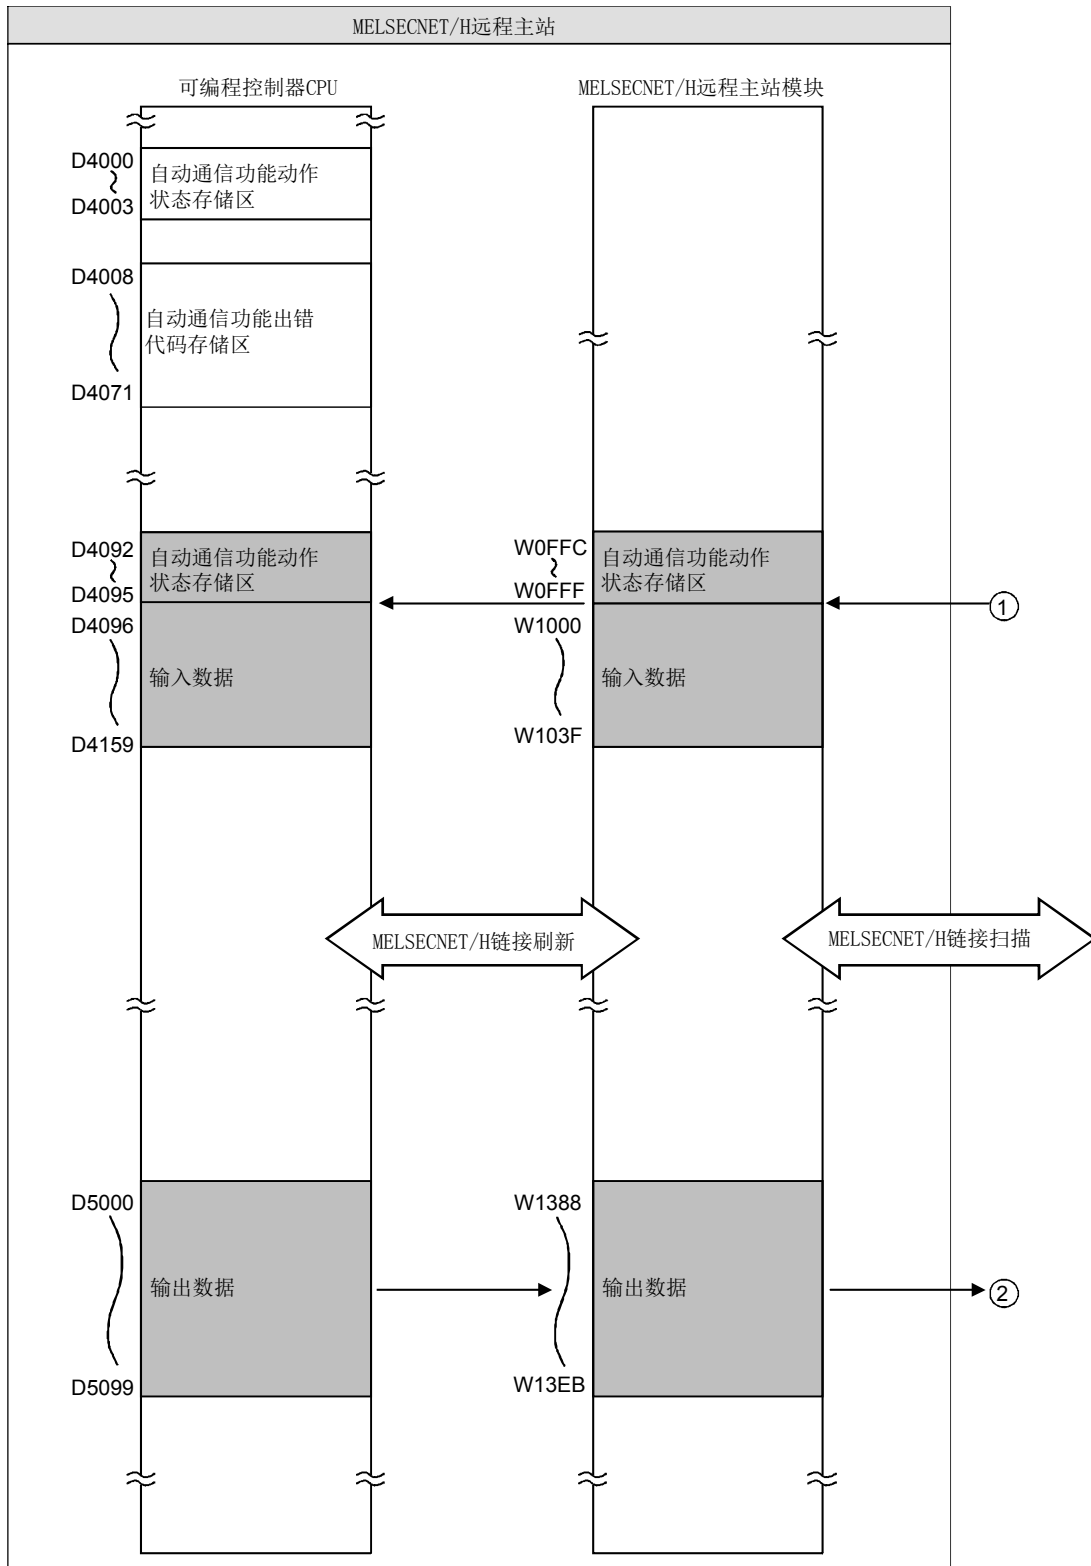 MELSECNET/H远程主站
可编程控制器CPU
MELSECNET/H远程主站模块
D4000
D4003
自动通信功能动作
状态存储区
D4008
D4071
自动通信功能出错
代码存储区
D4092
D4095
自动通信功能动作
状态存储区
W0FFC
W0FFF
自动通信功能动作
状态存储区
①
D4096
D4159
输入数据
W1000
W103F
输入数据
MELSECNET/H链接刷新
MELSECNET/H链接扫描
D5000
D5099
输出数据
W1388
W13EB
输出数据
②